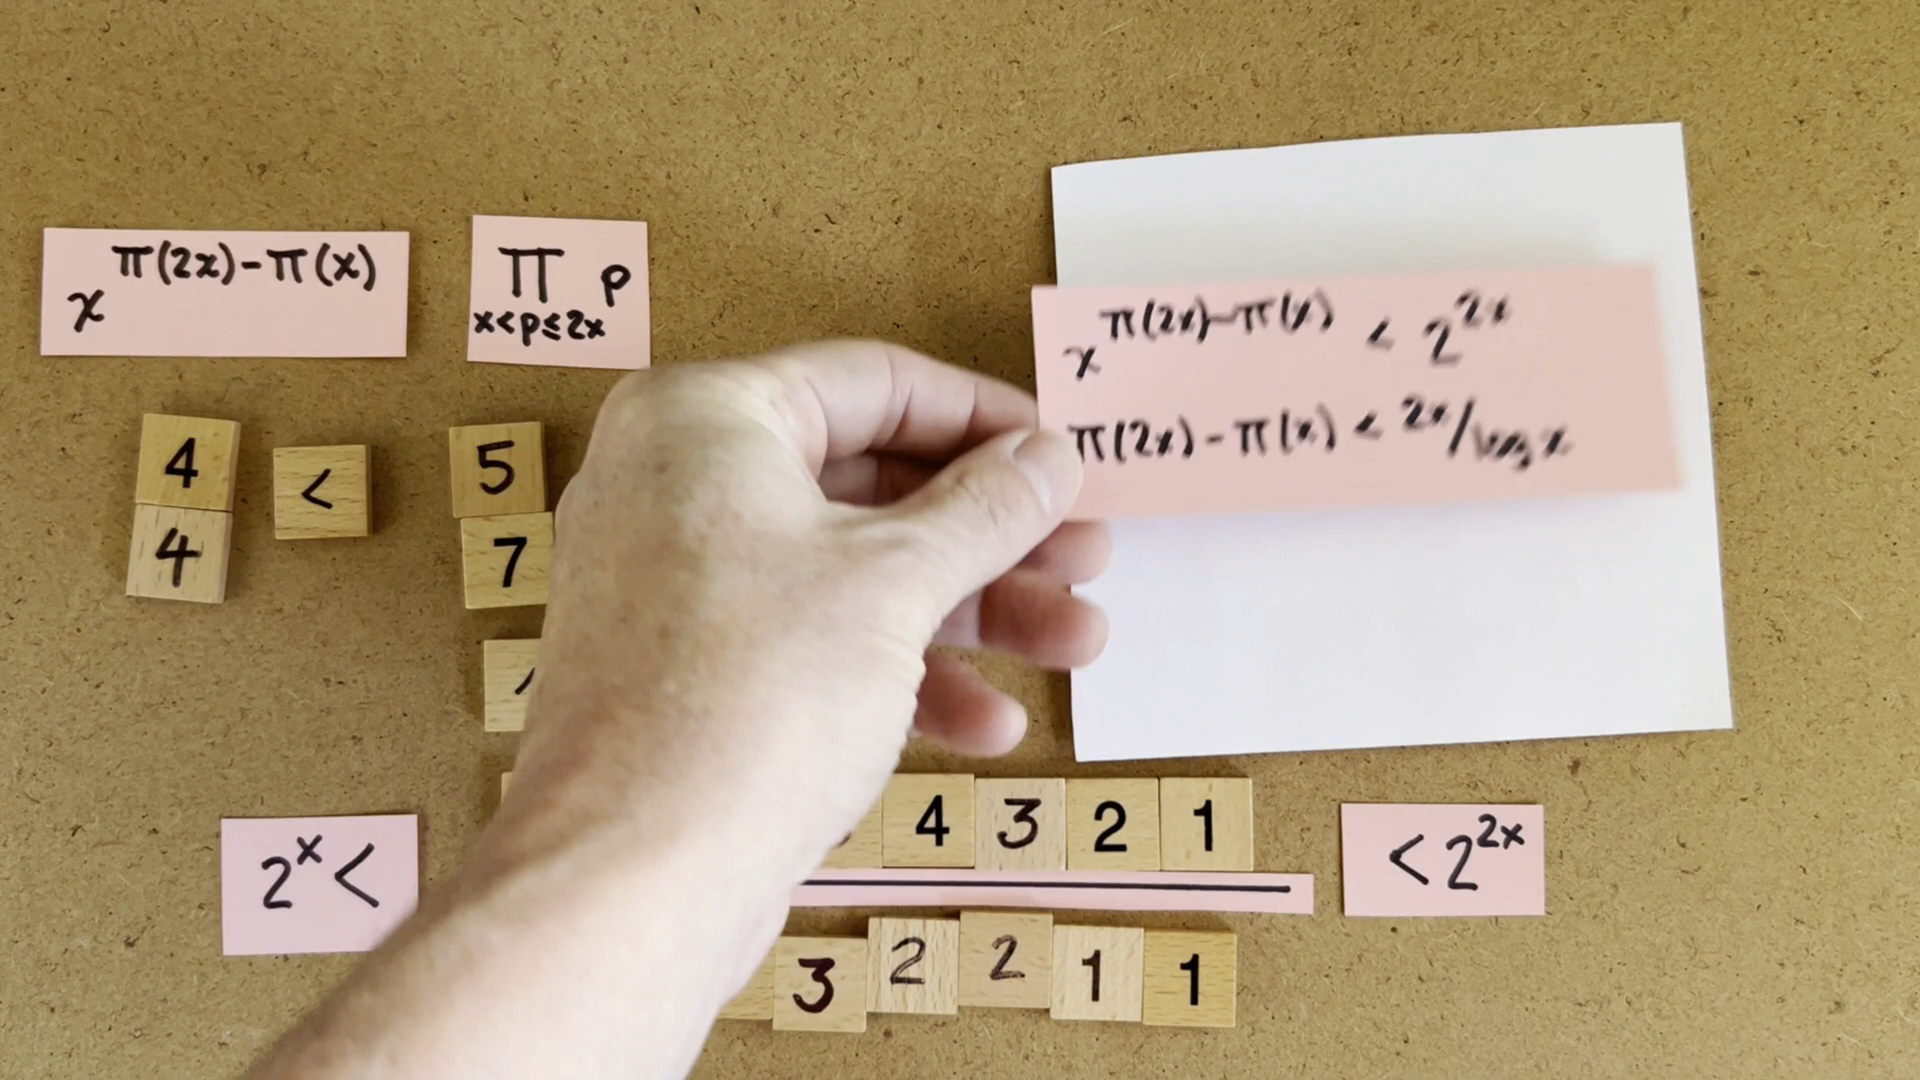 x^{π(2x)-π(x)}
∏ p
x<p≤2x
x^{π(2x)-π(x)} < 2^{2x}
π(2x)-π(x) < 2x/log x
4 < 5
4 7
2^x <
4 3 2 1
< 2^{2x}
3 2 2 1 1